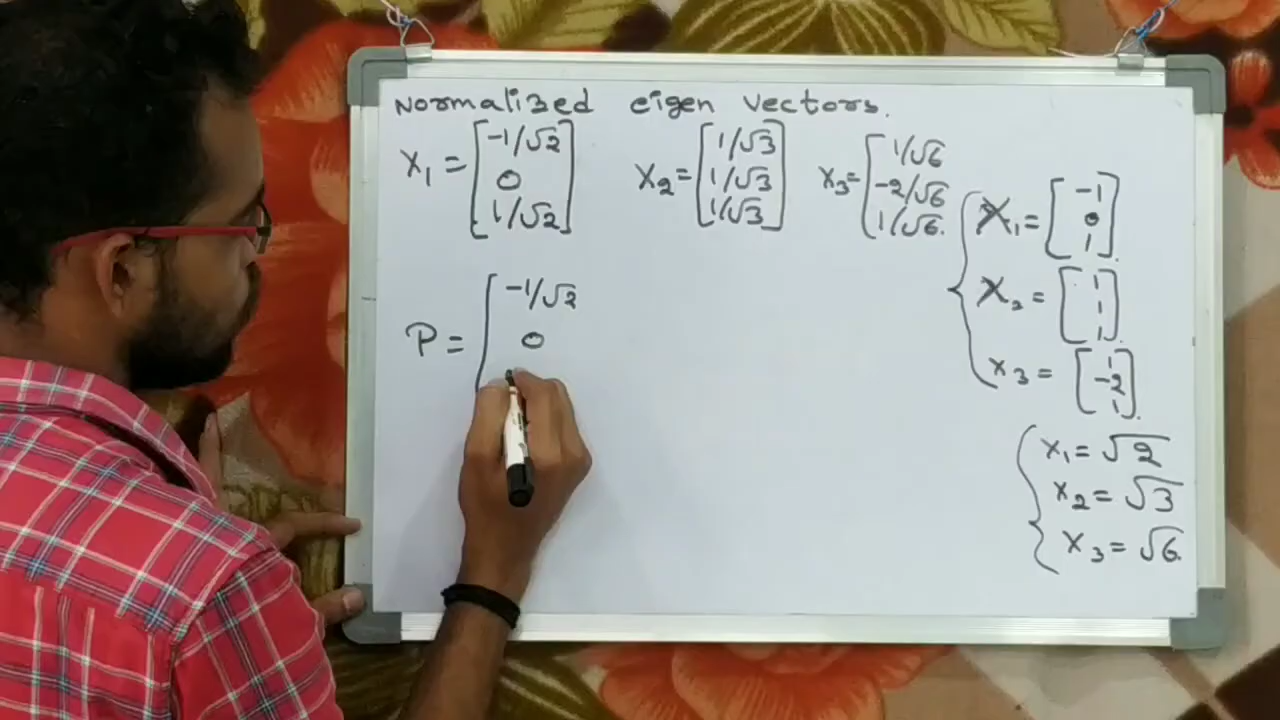 Normalized eigen vectors.
X₁ = [-1/√2
0
1/√2]
X₂ = [1/√3
1/√3
1/√3]
X₃ = [1/√6
-2/√6
1/√6.
X₁ = [-1
0
1].
X₂ = [1
1
1]
X₃ = [1
-2
1].
P = [-1/√2
0
X₁ = √2
X₂ = √3
X₃ = √6.